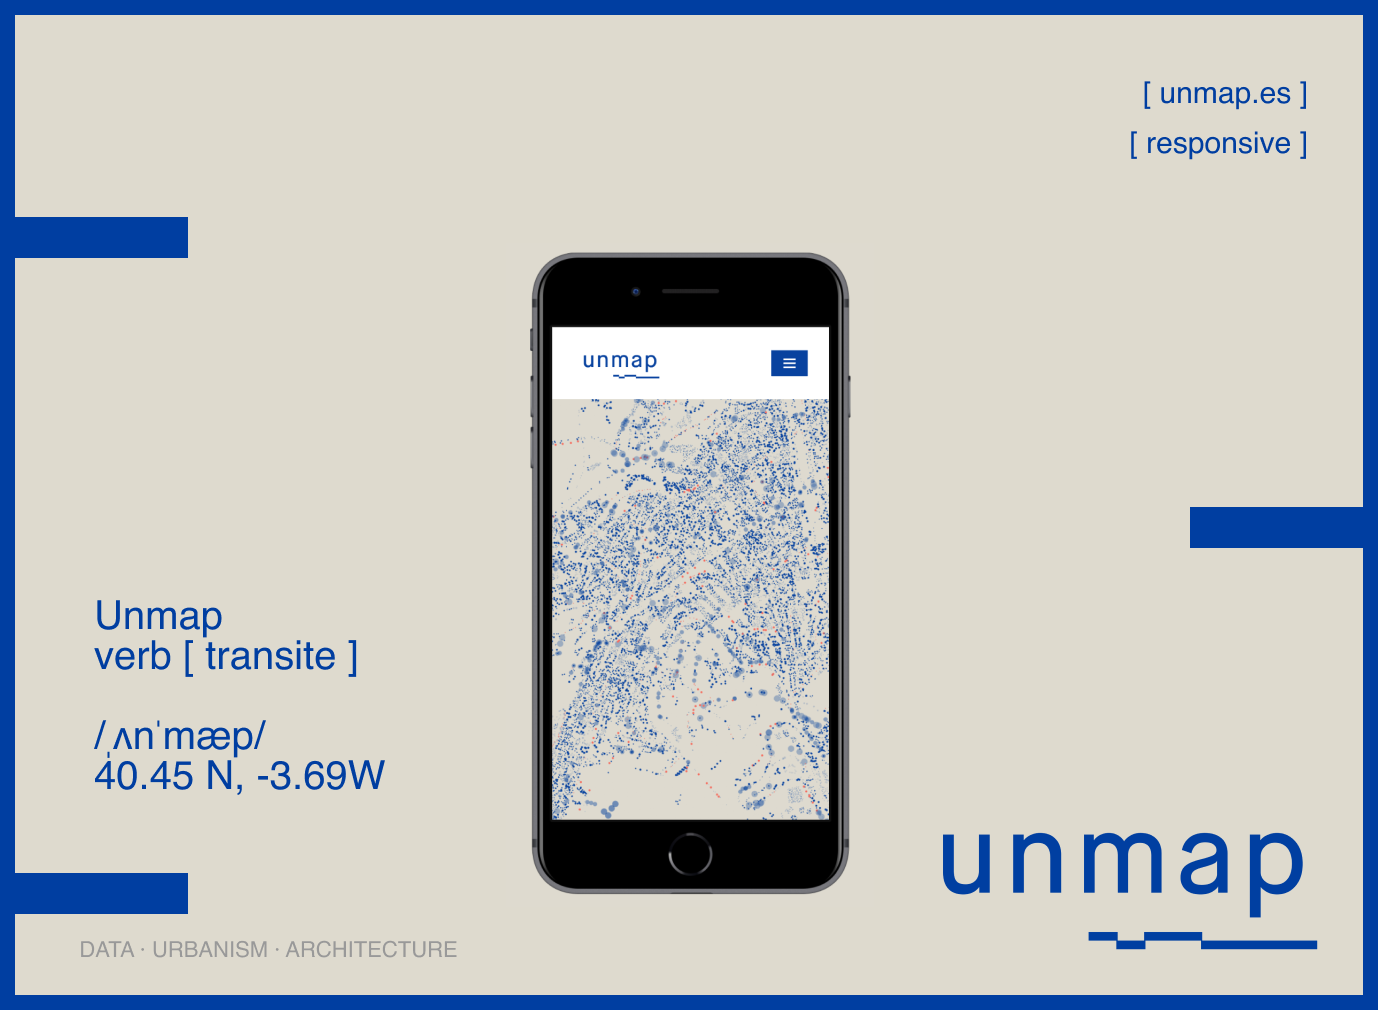 [ unmap.es ]
[ responsive ]
unmap
Unmap
verb [ transite ]
/ˌʌnˈmæp/
40.45 N, -3.69W
unmap
DATA · URBANISM · ARCHITECTURE